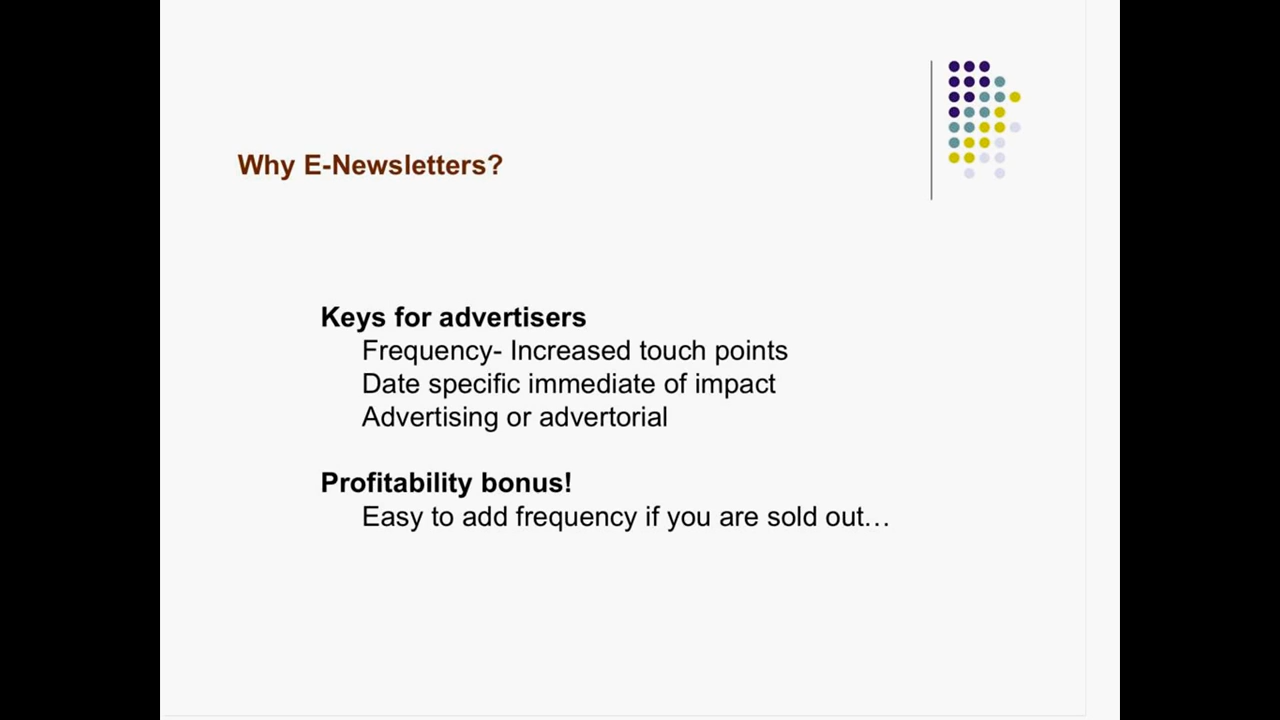 Why E-Newsletters?
Keys for advertisers
Frequency- Increased touch points
Date specific immediate of impact
Advertising or advertorial
Profitability bonus!
Easy to add frequency if you are sold out…